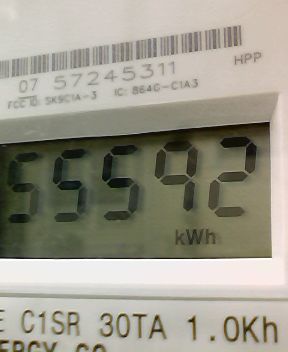 HPP
07 57245311
FCC ID: SK9C1A-3 IC: 864G-C1A3
55592
kWh
C1SR 30TA 1.0Kh